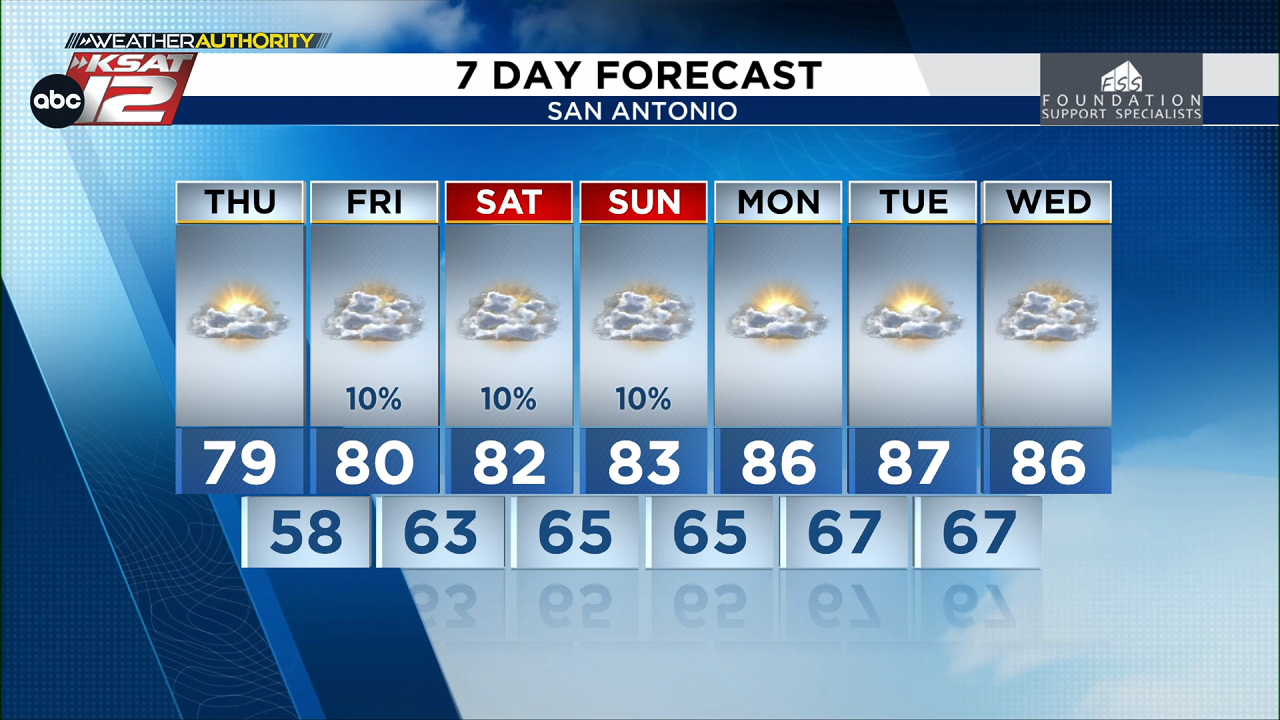 WEATHERAUTHORITY
KSAT
abc 12
7 DAY FORECAST
SAN ANTONIO
FSS
FOUNDATION
SUPPORT SPECIALISTS
THU FRI SAT SUN MON TUE WED
10% 10% 10%
79 80 82 83 86 87 86
58 63 65 65 67 67